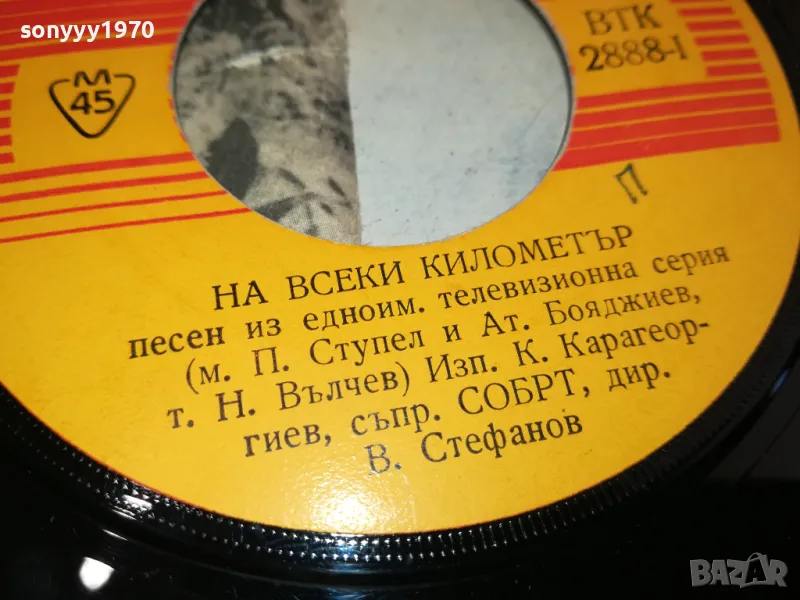 sonyyy1970
М
45
ВТК
2888-I
П
НА ВСЕКИ КИЛОМЕТЪР
песен из едноим. телевизионна серия
(м. П. Ступел и Ат. Бояджиев,
т. Н. Вълчев) Изп. К. Карагеор-
гиев, съпр. СОБРТ, дир.
В. Стефанов
BAZAR